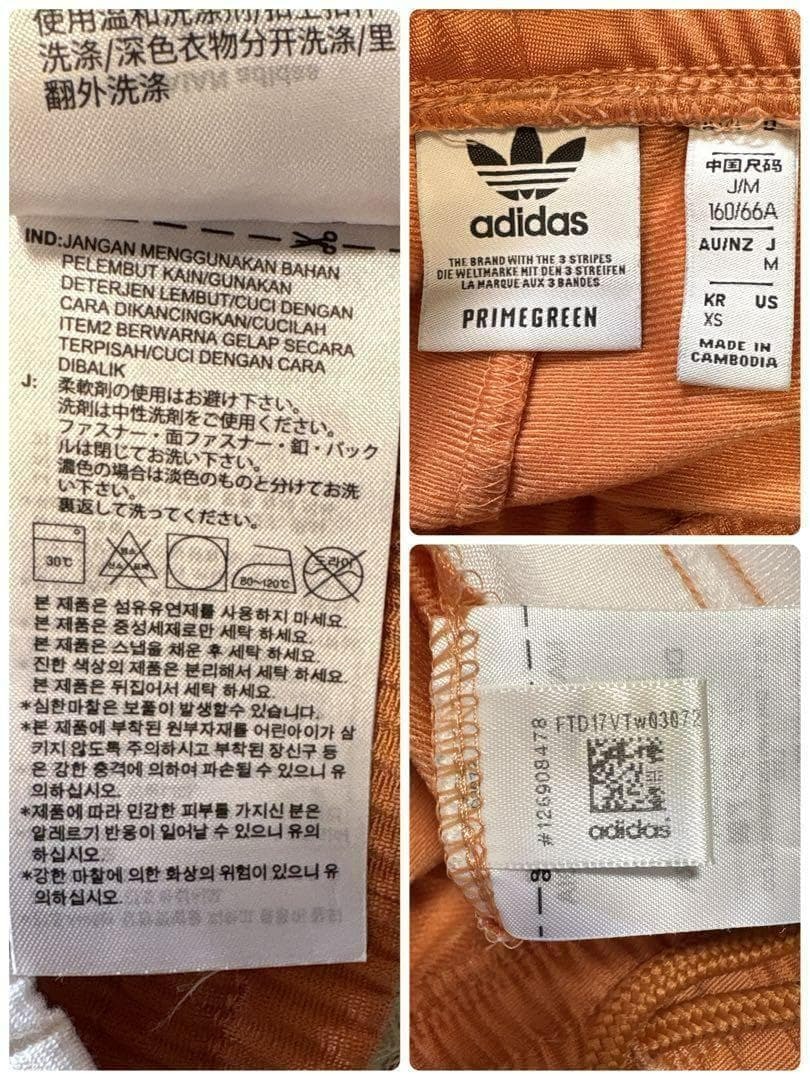 使用温和洗涤剂/扣上扣件
洗涤/深色衣物分开洗涤/里
翻外洗涤
IND:JANGAN MENGGUNAKAN BAHAN
PELEMBUT KAIN/GUNAKAN
DETERJEN LEMBUT/CUCI DENGAN
CARA DIKANCINGKAN/CUCILAH
ITEM2 BERWARNA GELAP SECARA
TERPISAH/CUCI DENGAN CARA
DIBALIK
J: 柔軟剤の使用はお避け下さい。
洗剤は中性洗剤をご使用ください。
ファスナー・面ファスナー・釦・バック
ルは閉じてお洗い下さい。
濃色の場合は淡色のものと分けてお洗
い下さい。
裏返して洗ってください。
30℃
염소
산소표백
80~120℃
드라이
본 제품은 섬유유연제를 사용하지 마세요.
본 제품은 중성세제로만 세탁 하세요.
본 제품은 스냅을 채운 후 세탁 하세요.
진한 색상의 제품은 분리해서 세탁 하세요.
본 제품은 뒤집어서 세탁 하세요.
*심한마찰은 보풀이 발생할수 있습니다.
*본 제품에 부착된 원부자재를 어린아이가 삼
키지 않도록 주의하시고 부착된 장신구 등
은 강한 충격에 의하여 파손될 수 있으니 유
의하십시오.
*제품에 따라 민감한 피부를 가지신 분은
알레르기 반응이 일어날 수 있으니 유의
하십시오.
*강한 마찰에 의한 화상의 위험이 있으니 유
의하십시오.
adidas
THE BRAND WITH THE 3 STRIPES
DIE WELTMARKE MIT DEN 3 STREIFEN
LA MARQUE AUX 3 BANDES
PRIMEGREEN
中国尺码
J/M
160/66A
AU/NZ J
M
KR US
XS
MADE IN
CAMBODIA
FTD17VTw03072
#126908478
adidas